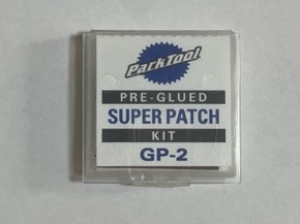 ParkTool
PRE-GLUED
SUPER PATCH
KIT
GP-2